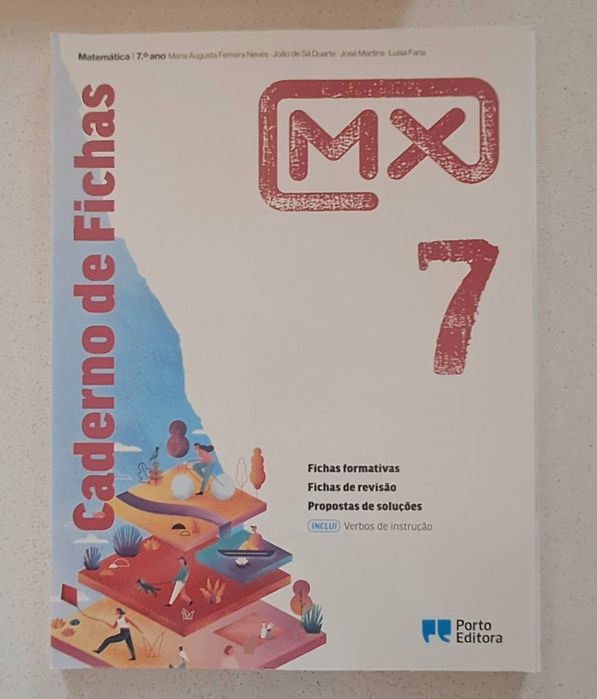 Matemática | 7.º ano Maria Augusta Ferreira Neves · João de Sá Duarte · José Martins · Luísa Faria
MX
7
Caderno de Fichas
Fichas formativas
Fichas de revisão
Propostas de soluções
INCLUI Verbos de instrução
Porto
Editora